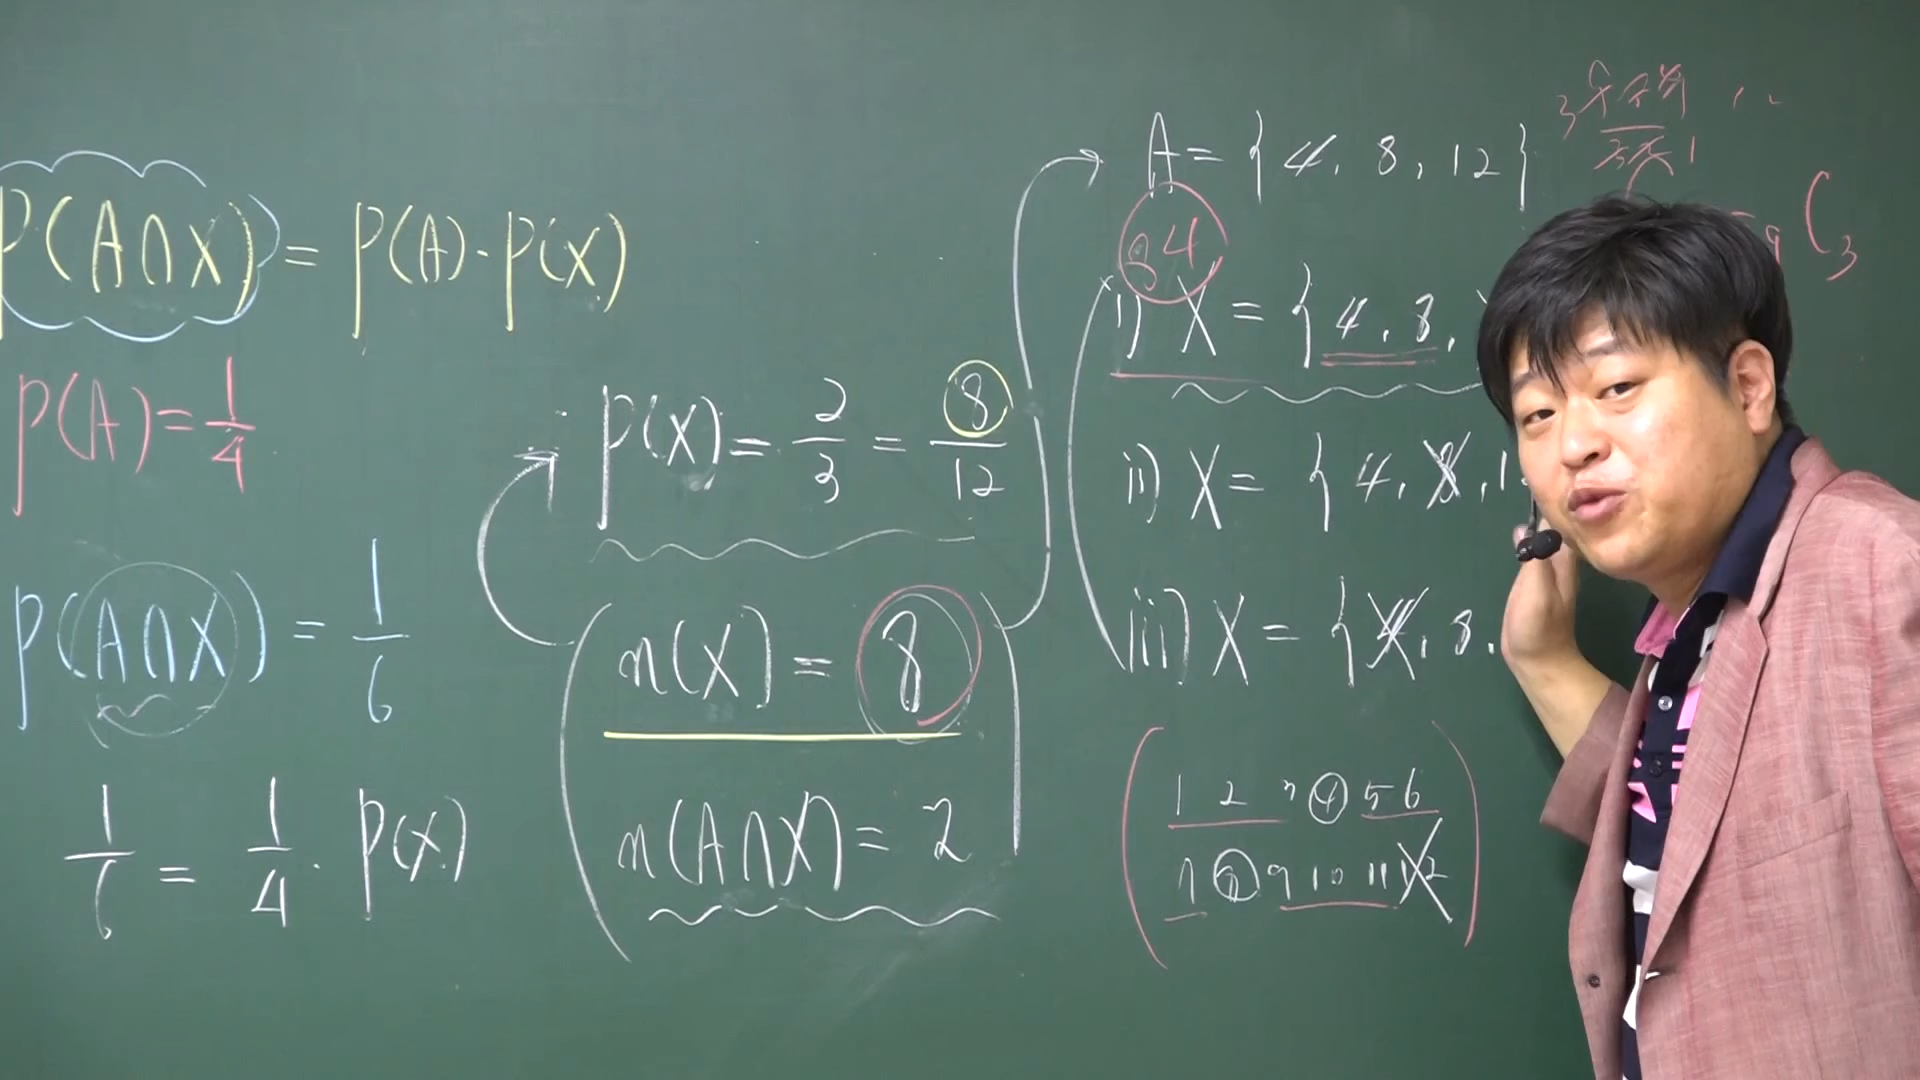 P(A∩X) = P(A)·P(X)
P(A) = 1/4
P(A∩X) = 1/6
1/6 = 1/4 · P(X)
P(X) = 2/3 = 8/12
n(X) = 8
n(A∩X) = 2
A = { 4, 8, 12 }
84
i) X = { 4, 8,
ii) X = { 4, 8, 1
iii) X = { 4, 8,
1 2 3 4 5 6
7 8 9 10 11 12
9C3